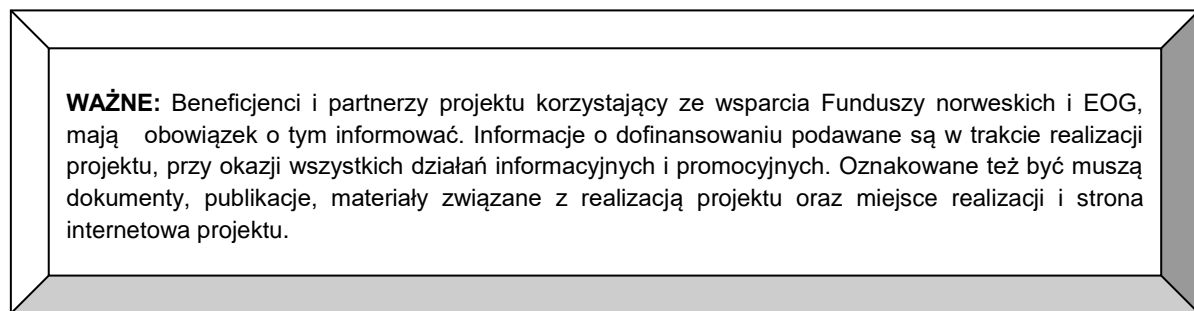 WAŻNE: Beneficjenci i partnerzy projektu korzystający ze wsparcia Funduszy norweskich i EOG,
mają obowiązek o tym informować. Informacje o dofinansowaniu podawane są w trakcie realizacji
projektu, przy okazji wszystkich działań informacyjnych i promocyjnych. Oznakowane też być muszą
dokumenty, publikacje, materiały związane z realizacją projektu oraz miejsce realizacji i strona
internetowa projektu.